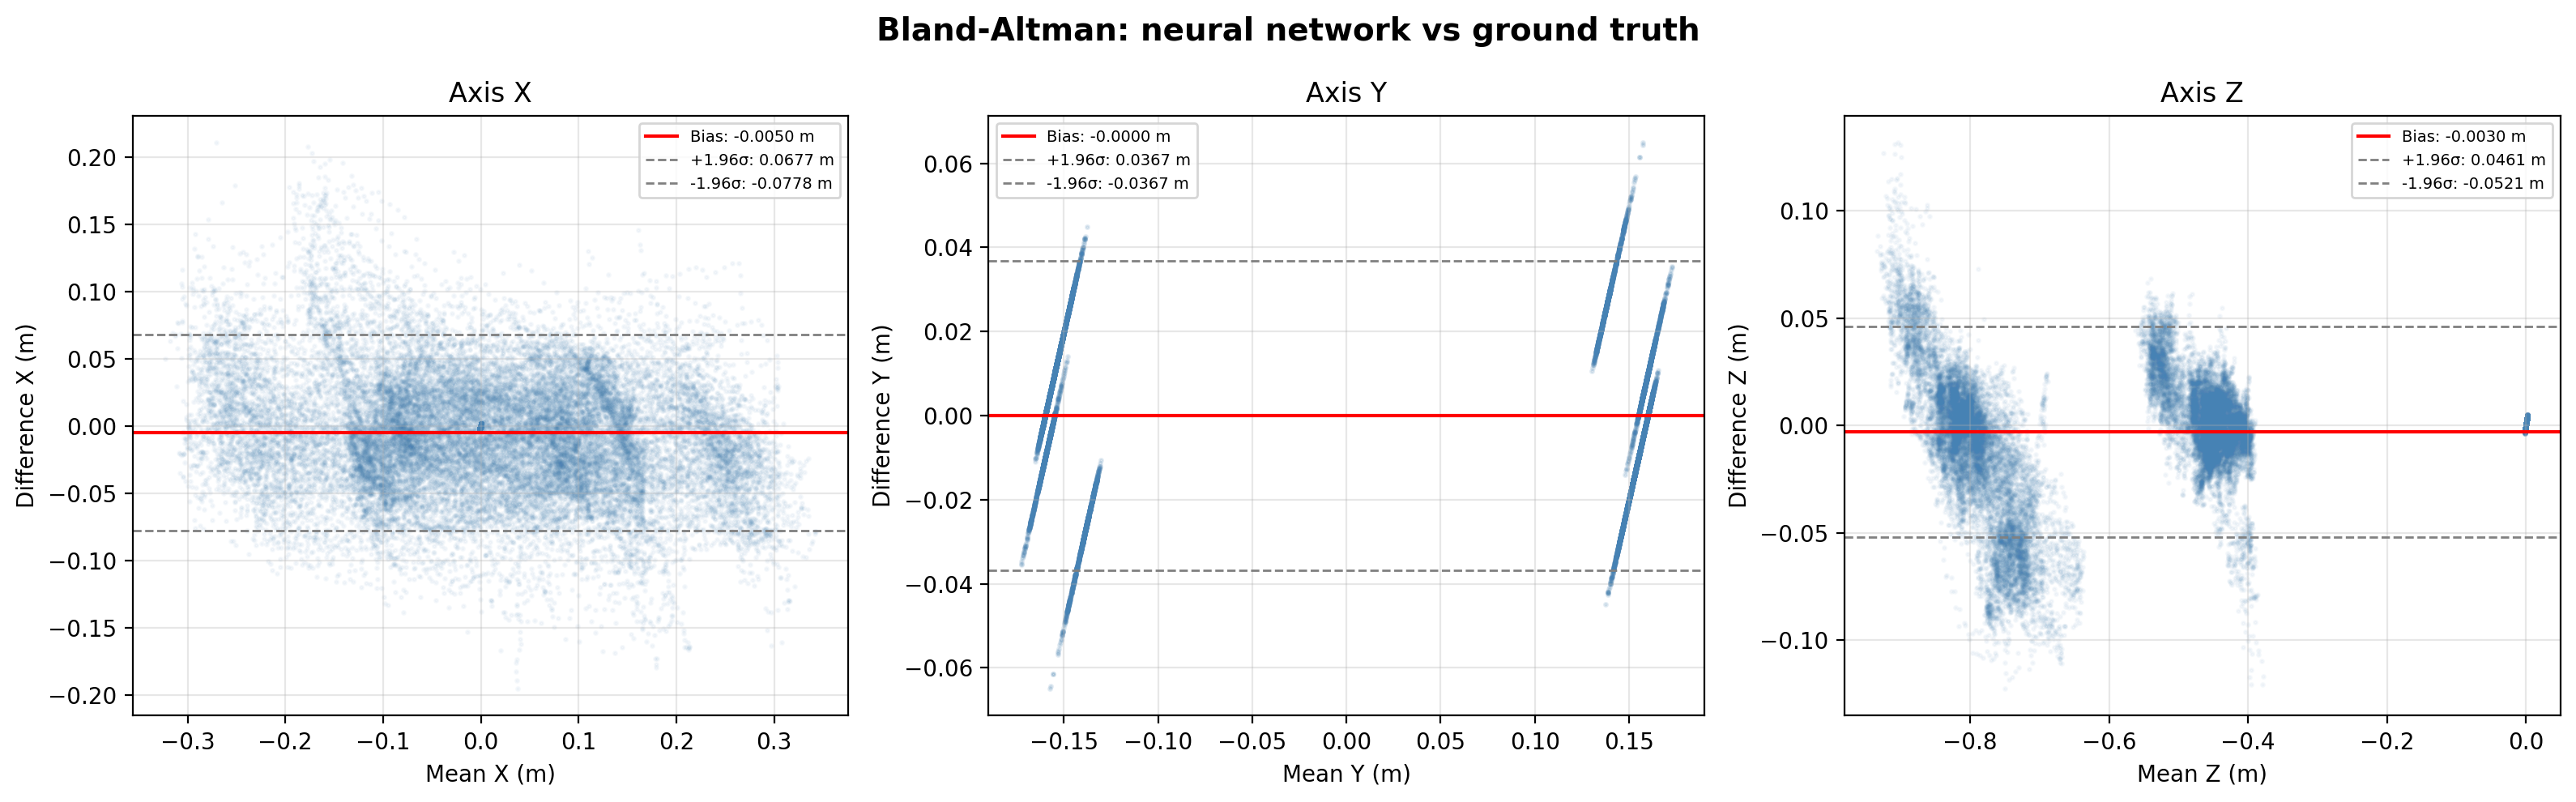 Bland-Altman: neural network vs ground truth
Axis X
Bias: -0.0050 m
+1.96σ: 0.0677 m
-1.96σ: -0.0778 m
Difference X (m)
0.20
0.15
0.10
0.05
0.00
−0.05
−0.10
−0.15
−0.20
−0.3 −0.2 −0.1 0.0 0.1 0.2 0.3
Mean X (m)
Axis Y
Bias: -0.0000 m
+1.96σ: 0.0367 m
-1.96σ: -0.0367 m
Difference Y (m)
0.06
0.04
0.02
0.00
−0.02
−0.04
−0.06
−0.15 −0.10 −0.05 0.00 0.05 0.10 0.15
Mean Y (m)
Axis Z
Bias: -0.0030 m
+1.96σ: 0.0461 m
-1.96σ: -0.0521 m
Difference Z (m)
0.10
0.05
0.00
−0.05
−0.10
−0.8 −0.6 −0.4 −0.2 0.0
Mean Z (m)